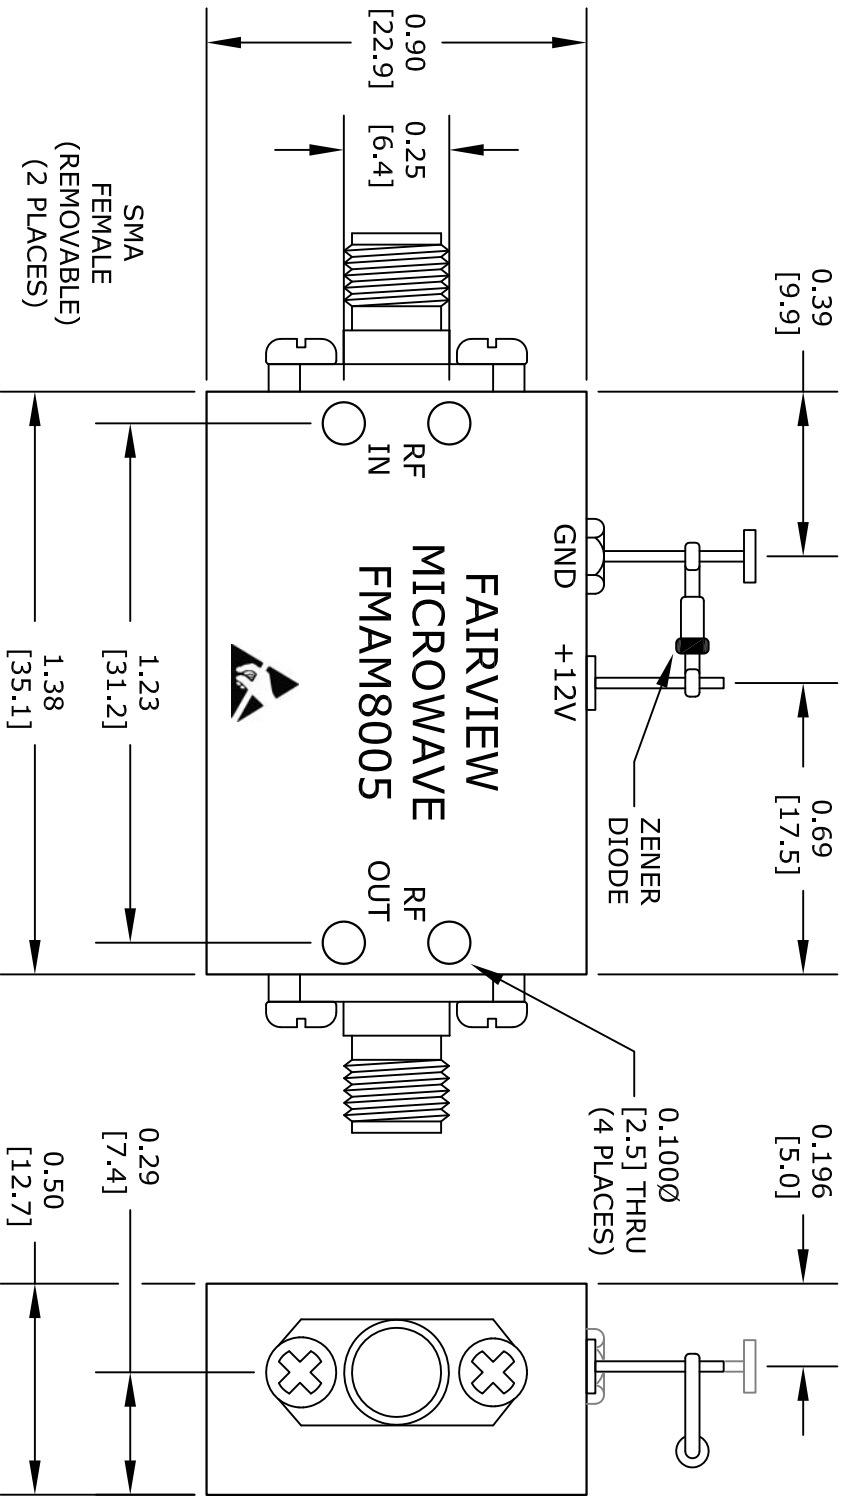 0.39
[9.9]
0.69
[17.5]
0.196
[5.0]
ZENER
DIODE
0.100Ø
[2.5] THRU
(4 PLACES)
GND
+12V
0.90
[22.9]
0.25
[6.4]
RF
IN
FAIRVIEW
MICROWAVE
FMAM8005
RF
OUT
SMA
FEMALE
(REMOVABLE)
(2 PLACES)
1.23
[31.2]
1.38
[35.1]
0.29
[7.4]
0.50
[12.7]